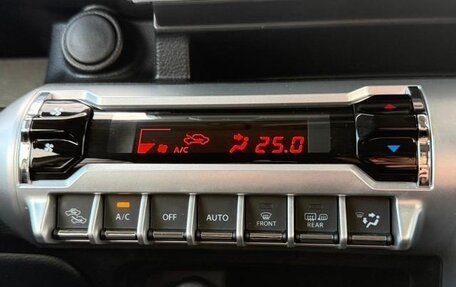 A/C 25.0
A/C OFF AUTO FRONT REAR